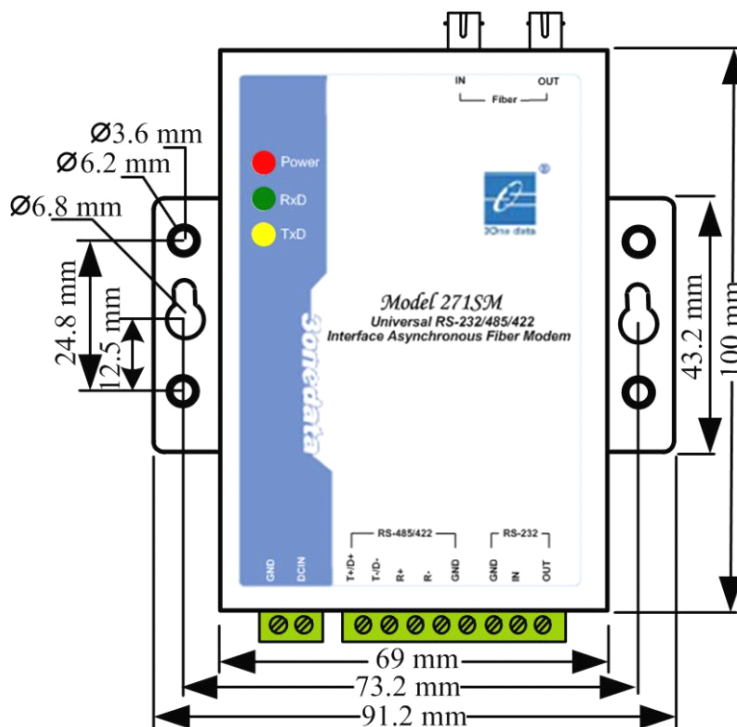 IN OUT
Fiber
Ø3.6 mm
Ø6.2 mm
Ø6.8 mm
24.8 mm
12.5 mm
Power
RxD
TxD
®
3One data
Model 271SM
Universal RS-232/485/422
Interface Asynchronous Fiber Modem
3onedata
43.2 mm
100 mm
RS-485/422 RS-232
GND DCIN T+/D+ T-/D- R+ R- GND GND IN OUT
69 mm
73.2 mm
91.2 mm